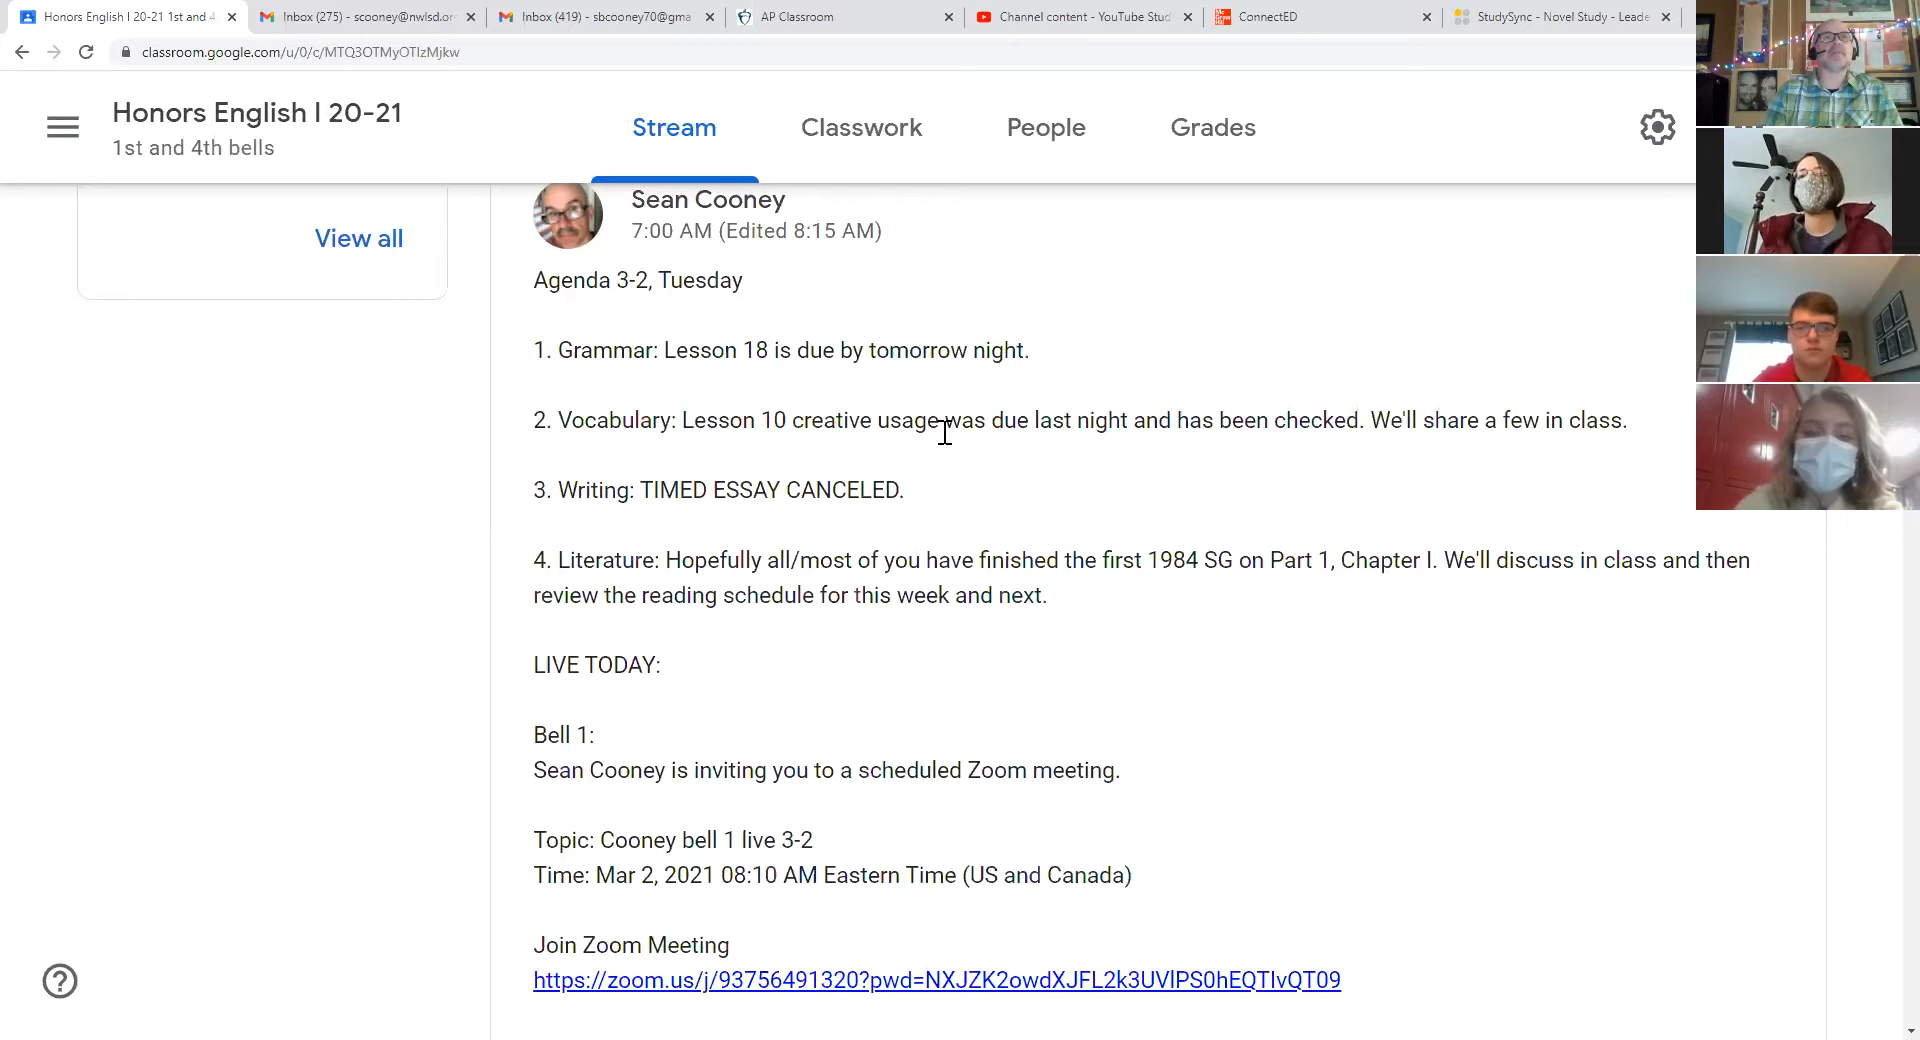 Honors English I 20-21 1st and 4
Inbox (275) - scooney@nwlsd.or
Inbox (419) - sbcooney70@gma
AP Classroom
Channel content - YouTube Stud
ConnectED
StudySync - Novel Study - Leade
classroom.google.com/u/0/c/MTQ3OTMyOTIzMjkw
Honors English I 20-21
1st and 4th bells
Stream
Classwork
People
Grades
View all
Sean Cooney
7:00 AM (Edited 8:15 AM)
Agenda 3-2, Tuesday
1. Grammar: Lesson 18 is due by tomorrow night.
2. Vocabulary: Lesson 10 creative usage was due last night and has been checked. We'll share a few in class.
3. Writing: TIMED ESSAY CANCELED.
4. Literature: Hopefully all/most of you have finished the first 1984 SG on Part 1, Chapter I. We'll discuss in class and then
review the reading schedule for this week and next.
LIVE TODAY:
Bell 1:
Sean Cooney is inviting you to a scheduled Zoom meeting.
Topic: Cooney bell 1 live 3-2
Time: Mar 2, 2021 08:10 AM Eastern Time (US and Canada)
Join Zoom Meeting
https://zoom.us/j/93756491320?pwd=NXJZK2owdXJFL2k3UVlPS0hEQTlvQT09